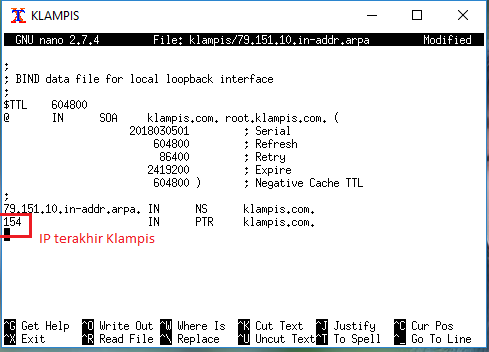 KLAMPIS
GNU nano 2.7.4 File: klampis/79.151.10.in-addr.arpa Modified
;
; BIND data file for local loopback interface
;
$TTL 604800
@ IN SOA klampis.com. root.klampis.com. (
2018030501 ; Serial
604800 ; Refresh
86400 ; Retry
2419200 ; Expire
604800 ) ; Negative Cache TTL
;
79.151.10.in-addr.arpa. IN NS klampis.com.
154 IN PTR klampis.com.
IP terakhir Klampis
^G Get Help ^O Write Out ^W Where Is ^K Cut Text ^J Justify ^C Cur Pos
^X Exit ^R Read File ^\ Replace ^U Uncut Text ^T To Spell ^_ Go To Line